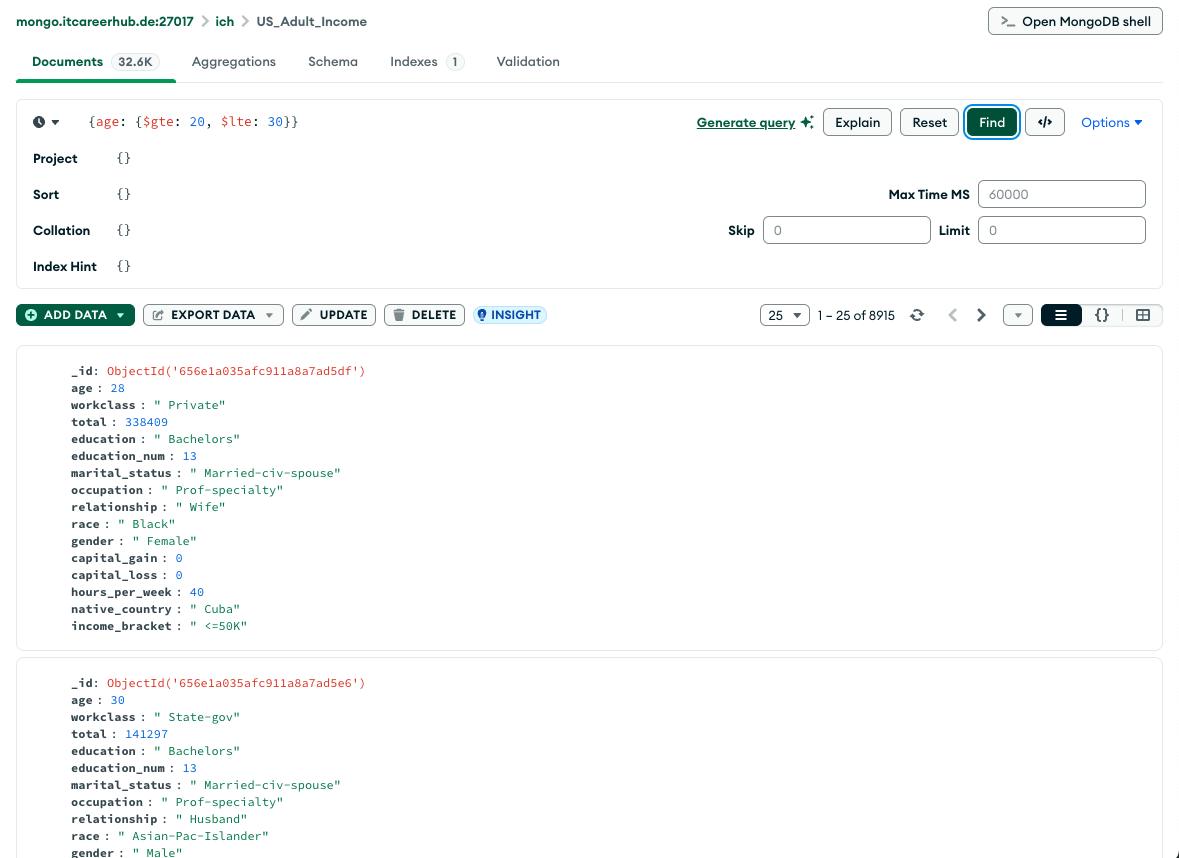 mongo.itcareerhub.de:27017 > ich > US_Adult_Income
>_ Open MongoDB shell
Documents 32.6K Aggregations Schema Indexes 1 Validation
{age: {$gte: 20, $lte: 30}}
Generate query Explain Reset Find </> Options
Project {}
Sort {} Max Time MS 60000
Collation {} Skip 0 Limit 0
Index Hint {}
ADD DATA EXPORT DATA UPDATE DELETE INSIGHT 25 1 – 25 of 8915 {}
_id: ObjectId('656e1a035afc911a8a7ad5df')
age : 28
workclass : " Private"
total : 338409
education : " Bachelors"
education_num : 13
marital_status : " Married-civ-spouse"
occupation : " Prof-specialty"
relationship : " Wife"
race : " Black"
gender : " Female"
capital_gain : 0
capital_loss : 0
hours_per_week : 40
native_country : " Cuba"
income_bracket : " <=50K"
_id: ObjectId('656e1a035afc911a8a7ad5e6')
age : 30
workclass : " State-gov"
total : 141297
education : " Bachelors"
education_num : 13
marital_status : " Married-civ-spouse"
occupation : " Prof-specialty"
relationship : " Husband"
race : " Asian-Pac-Islander"
gender : " Male"